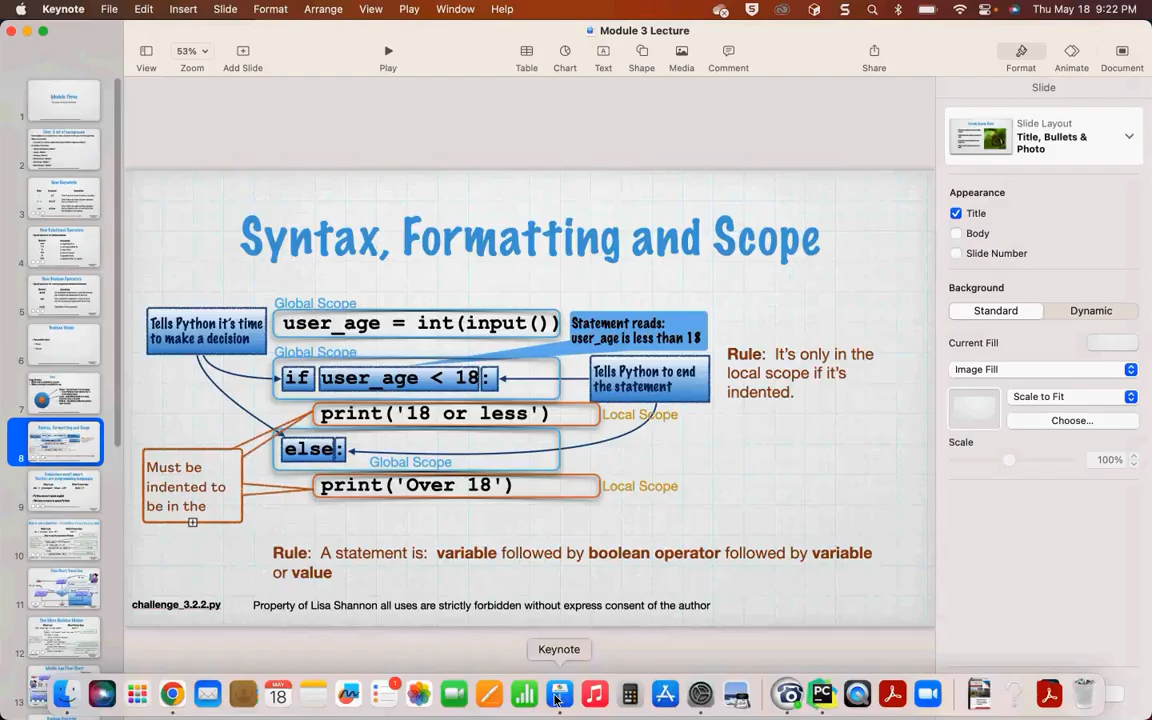 Keynote File Edit Insert Slide Format Arrange View Play Window Help Thu May 18 9:22 PM
Module 3 Lecture
53%
View Zoom Add Slide Play Table Chart Text Shape Media Comment Share Format Animate Document
Slide
Slide Layout
Title, Bullets &
Photo
Appearance
Title
Body
Slide Number
Background
Standard Dynamic
Current Fill
Image Fill
Scale to Fit
Choose...
Scale
100%
1
2
3
4
5
6
7
8
9
10
11
12
13
Syntax, Formatting and Scope
Global Scope
Tells Python it's time
to make a decision
user_age = int(input())
Statement reads:
user_age is less than 18
Global Scope
if user_age < 18:
Tells Python to end
the statement
Rule: It's only in the
local scope if it's
indented.
print('18 or less')
Local Scope
else:
Global Scope
Must be
indented to
be in the
print('Over 18')
Local Scope
Rule: A statement is: variable followed by boolean operator followed by variable
or value
challenge_3.2.2.py
Property of Lisa Shannon all uses are strictly forbidden without express consent of the author
Keynote
MAY
18
1
PC